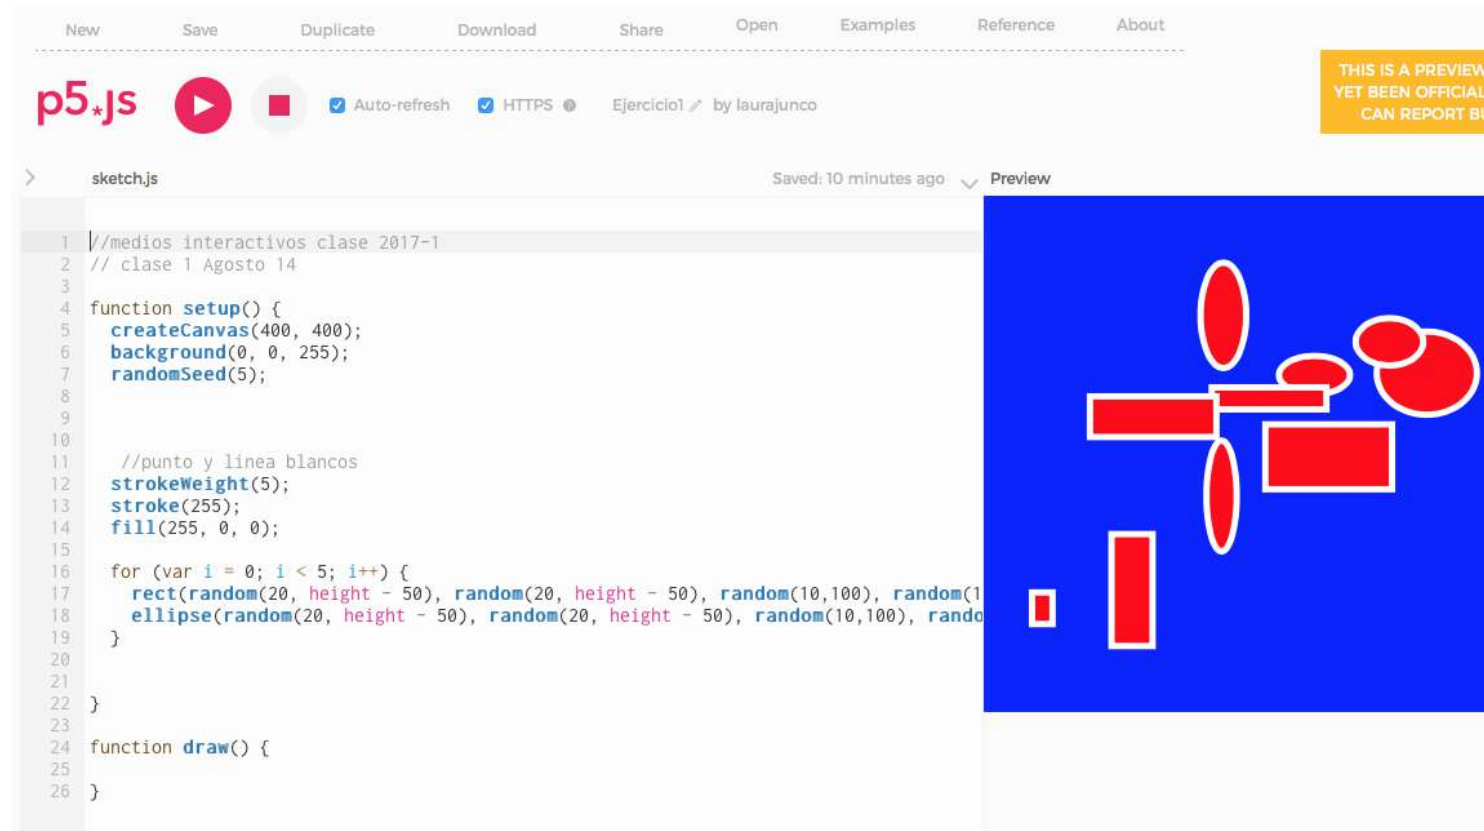 New Save Duplicate Download Share Open Examples Reference About
THIS IS A PREVIEW
YET BEEN OFFICIAL
CAN REPORT BU
p5.*js Auto-refresh HTTPS Ejercicio1 by laurajunco
sketch.js Saved: 10 minutes ago Preview
1 //medios interactivos clase 2017-1
2 // clase 1 Agosto 14
3
4 function setup() {
5 createCanvas(400, 400);
6 background(0, 0, 255);
7 randomSeed(5);
8
9
10
11 //punto y linea blancos
12 strokeWeight(5);
13 stroke(255);
14 fill(255, 0, 0);
15
16 for (var i = 0; i < 5; i++) {
17 rect(random(20, height - 50), random(20, height - 50), random(10,100), random(1
18 ellipse(random(20, height - 50), random(20, height - 50), random(10,100), rando
19 }
20
21
22 }
23
24 function draw() {
25
26 }